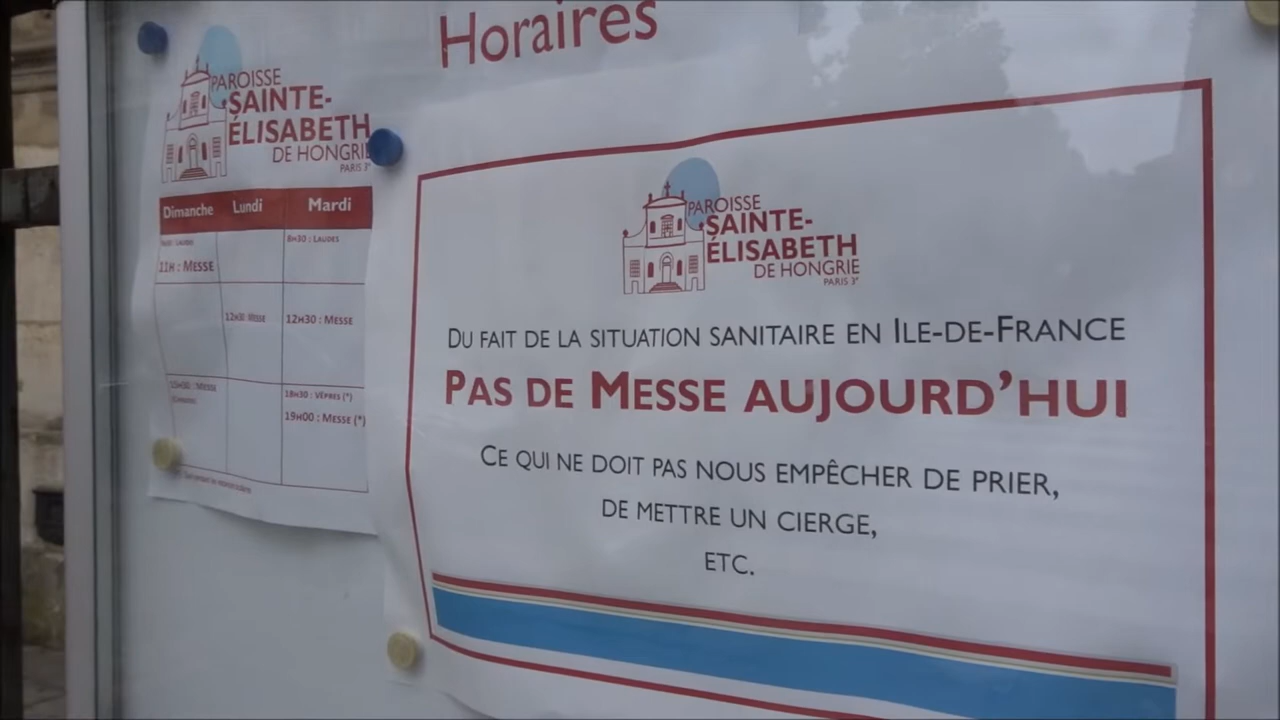 Horaires
PAROISSE
SAINTE-
ÉLISABETH
DE HONGRIE
PARIS 3ᵉ
Dimanche Lundi Mardi
8H30 : LAUDES
11H : MESSE
12H30 : MESSE 12H30 : MESSE
18H30 : VÊPRES (*)
19H00 : MESSE (*)
PAROISSE
SAINTE-
ÉLISABETH
DE HONGRIE
PARIS 3ᵉ
DU FAIT DE LA SITUATION SANITAIRE EN ILE-DE-FRANCE
PAS DE MESSE AUJOURD'HUI
CE QUI NE DOIT PAS NOUS EMPÊCHER DE PRIER,
DE METTRE UN CIERGE,
ETC.